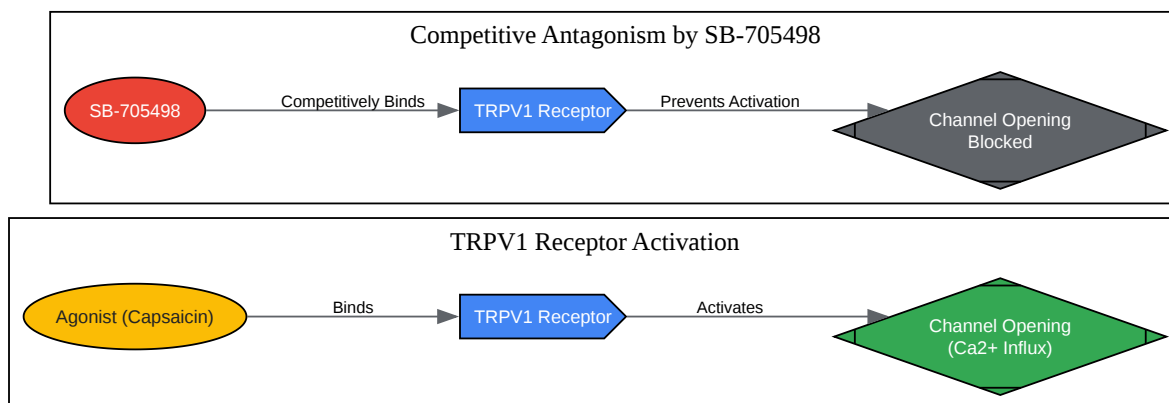 Competitive Antagonism by SB-705498
SB-705498
Competitively Binds
TRPV1 Receptor
Prevents Activation
Channel Opening
Blocked
TRPV1 Receptor Activation
Agonist (Capsaicin)
Binds
TRPV1 Receptor
Activates
Channel Opening
(Ca2+ Influx)